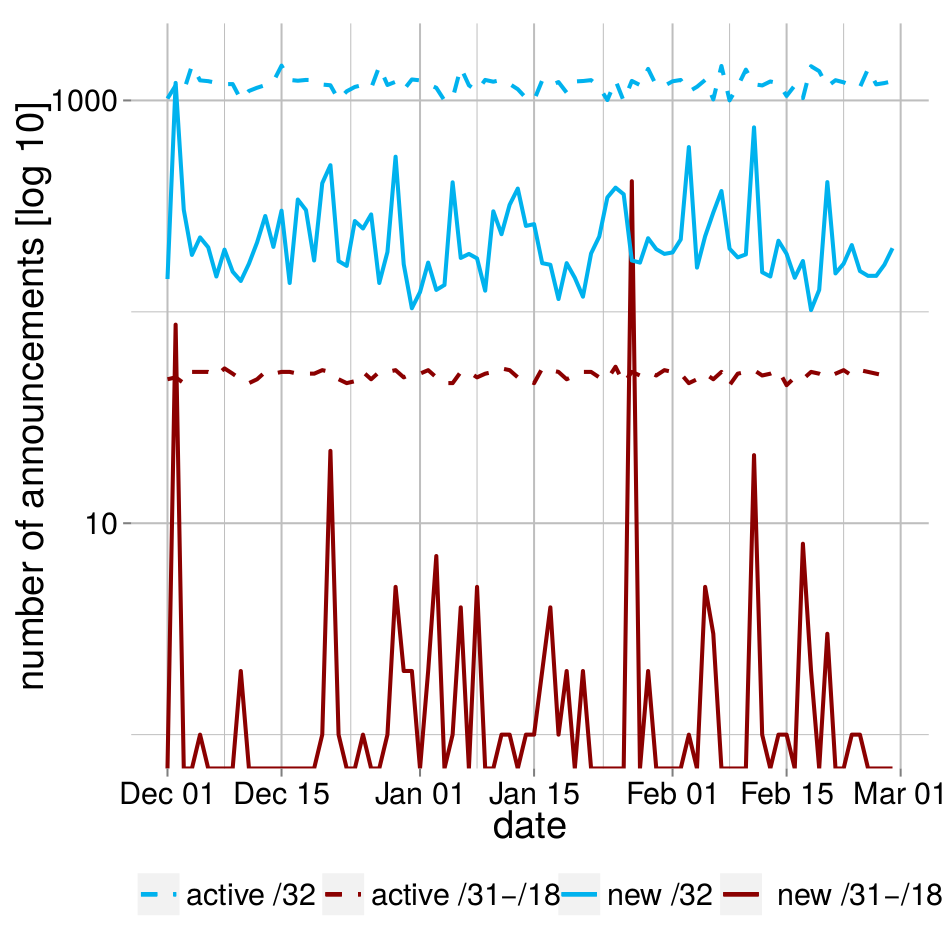 number of announcements [log 10]
1000
10
Dec 01 Dec 15 Jan 01 Jan 15 Feb 01 Feb 15 Mar 01
date
active /32 active /31−/18 new /32 new /31−/18